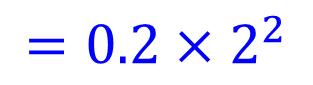 = 0.2 × 2²